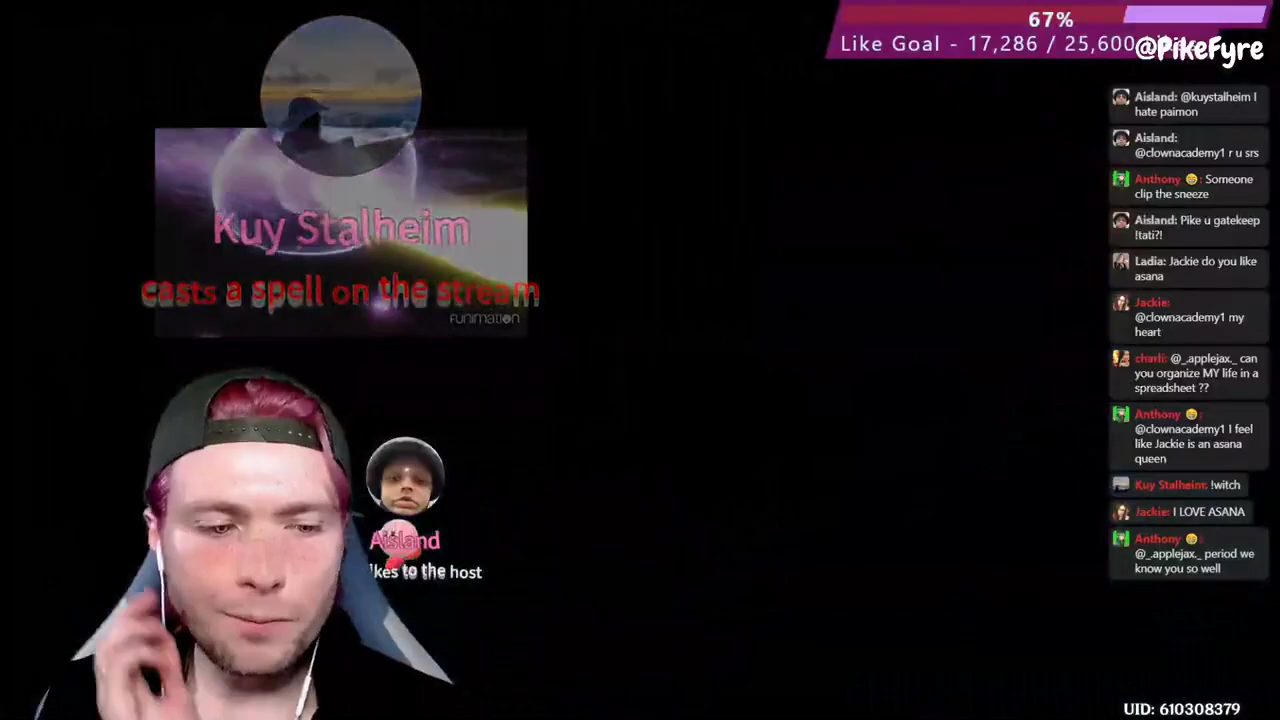 67%
Like Goal - 17,286 / 25,600
@PikeFyre
Kuy Stalheim
casts a spell on the stream
FUNIMATION
Aisland
likes to the host
Aisland: @kuystalheim I
hate paimon
Aisland:
@clownacademy1 r u srs
Anthony 😄: Someone
clip the sneeze
Aisland: Pike u gatekeep
!tati?!
Ladia: Jackie do you like
asana
Jackie:
@clownacademy1 my
heart
charli: @_applejax._ can
you organize MY life in a
spreadsheet ??
Anthony 😄:
@clownacademy1 I feel
like Jackie is an asana
queen
Kuy Stalheim: !witch
Jackie: I LOVE ASANA
Anthony 😄:
@_applejax._ period we
know you so well
UID: 610308379